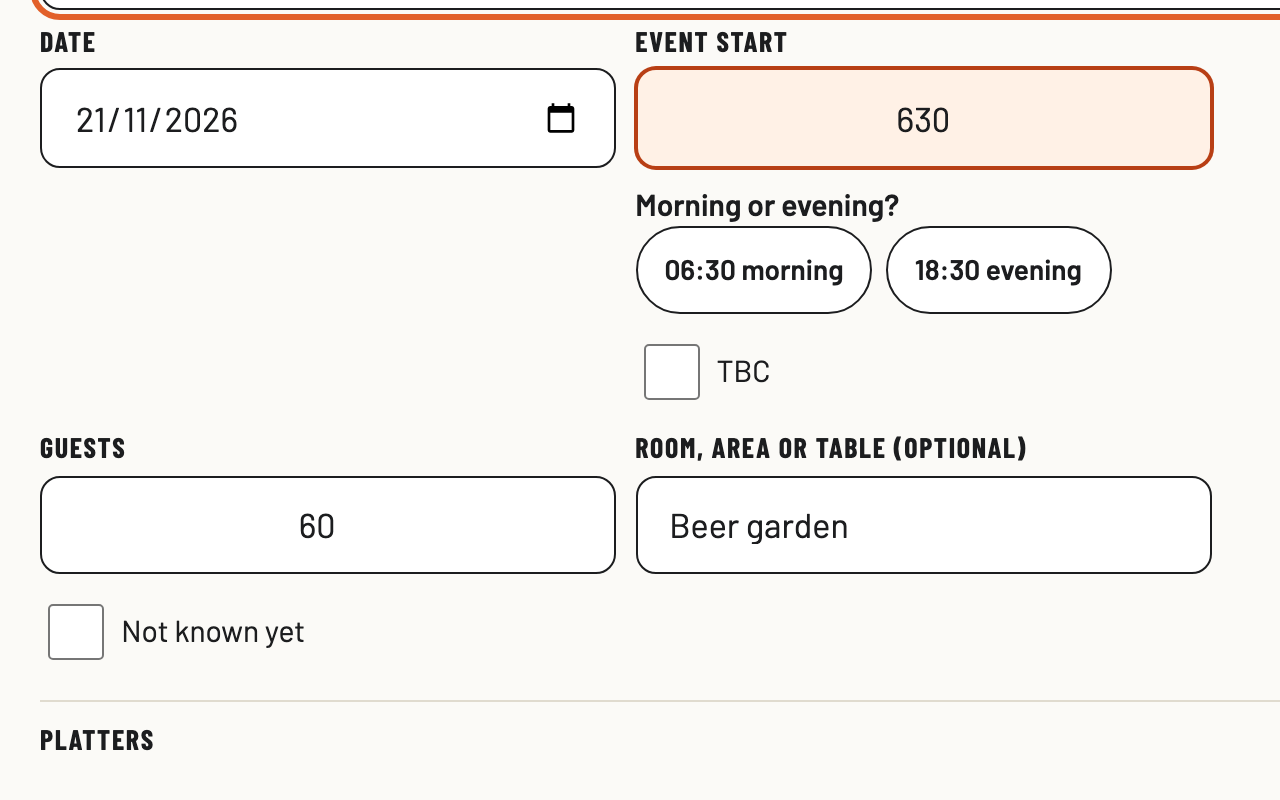 DATE
EVENT START
21/11/2026
630
Morning or evening?
06:30 morning
18:30 evening
TBC
GUESTS
ROOM, AREA OR TABLE (OPTIONAL)
60
Beer garden
Not known yet
PLATTERS